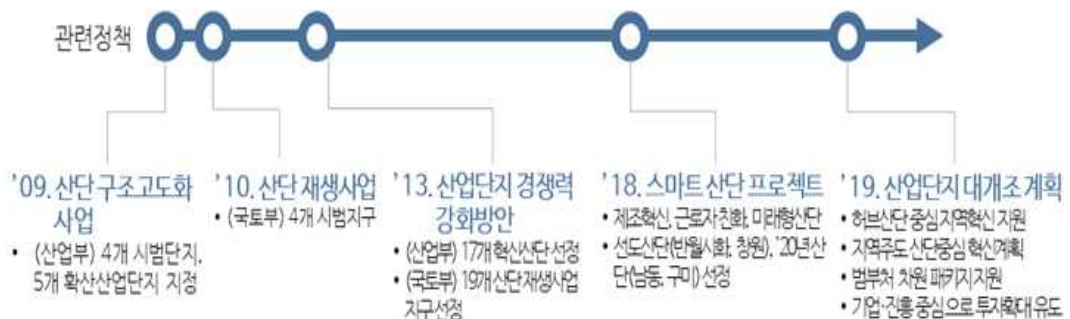 관련정책
'09. 산단 구조고도화
사업
• (산업부) 4개 시범단지,
5개 확산산업단지 지정
'10. 산단 재생사업
• (국토부) 4개 시범지구
'13. 산업단지 경쟁력
강화방안
• (산업부) 17개 혁신산단 선정
• (국토부) 19개 산단 재생사업
지구 선정
'18. 스마트 산단 프로젝트
• 제조혁신, 근로자 친화, 미래형산단
• 선도산단(반월시화, 창원), '20년 산
단(남동, 구미) 선정
'19. 산업단지 대개조 계획
• 허브산단 중심 지역혁신 지원
• 지역주도 산단중심 혁신계획
• 범부처 차원 패키지 지원
• 기업·진흥 중심으로 투자확대 유도